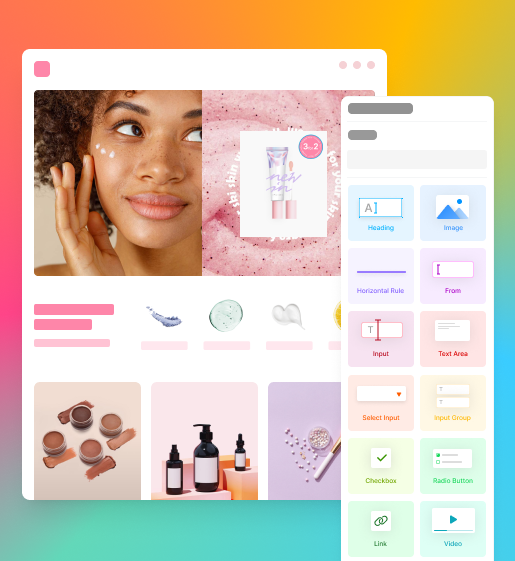 3 in 2
A
Heading
Image
Horizontal Rule
From
T
Input
Text Area
Select Input
T
T
Input Group
Checkbox
Radio Button
Link
Video